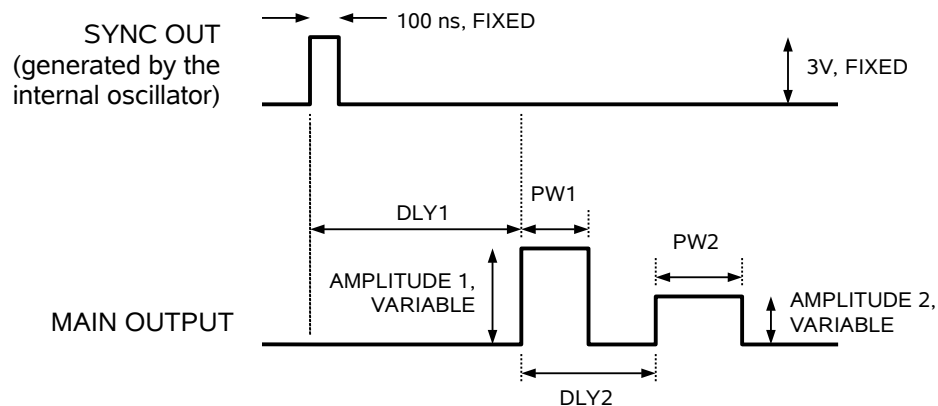 100 ns, FIXED
SYNC OUT
(generated by the
internal oscillator)
3V, FIXED
DLY1
PW1
PW2
AMPLITUDE 1,
VARIABLE
AMPLITUDE 2,
VARIABLE
MAIN OUTPUT
DLY2